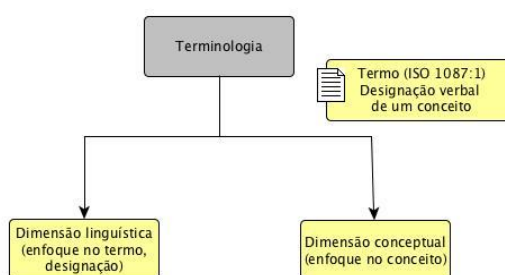 Terminologia
Termo (ISO 1087:1)
Designação verbal
de um conceito
Dimensão linguística
(enfoque no termo,
designação)
Dimensão conceptual
(enfoque no conceito)